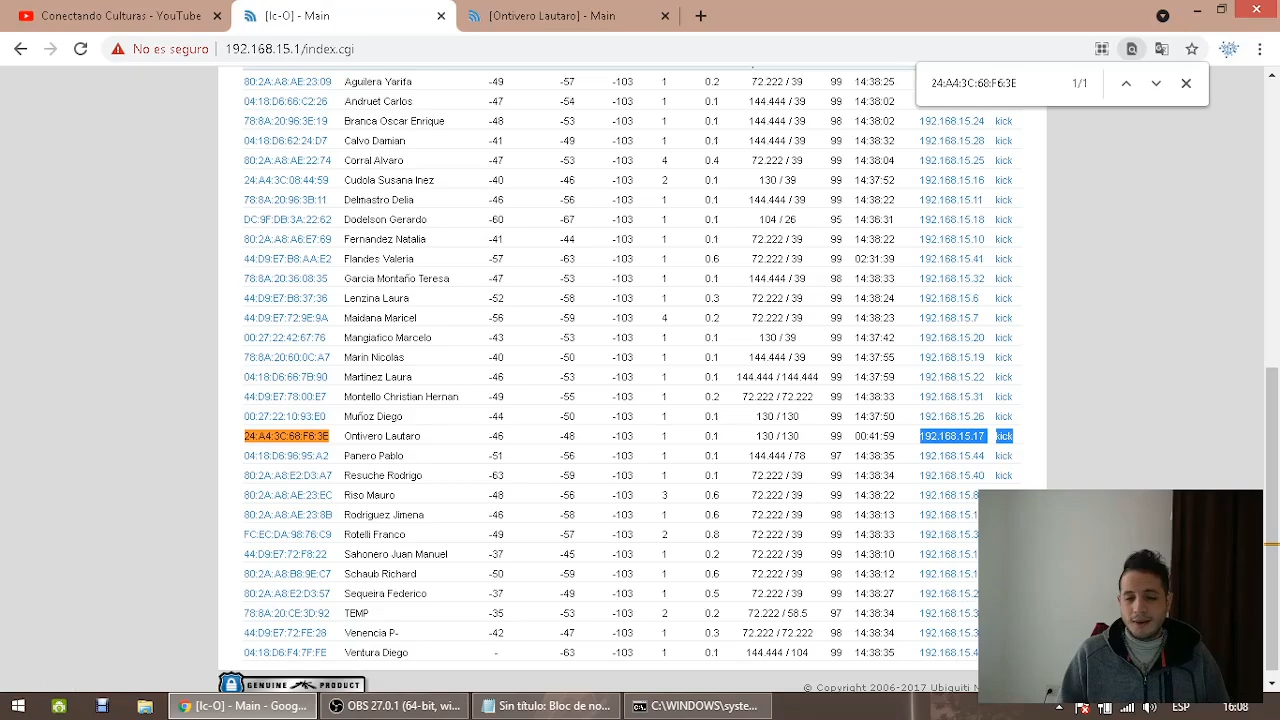 Conectando Culturas - YouTube
[Ic-O] - Main
[Ontivero Lautaro] - Main
No es seguro
192.168.15.1/index.cgi
24:A4:3C:68:F6:3E 1/1
80:2A:A8:AE:23:09 Aguilera Yarifa -49 -57 -103 1 0.2 72.222 / 39 99 14:38:25
04:18:D6:66:C2:26 Andruet Carlos -46 -53 -103 1 0.1 144.444 / 39 99 14:38:02
78:8A:20:96:3E:19 Branca Oscar Enrique -48 -53 -103 1 0.1 144.444 / 39 98 14:38:02 192.168.15.24 kick
04:18:D6:62:24:D7 Calvo Damian -41 -49 -103 1 0.1 144.444 / 39 99 14:38:32 192.168.15.28 kick
80:2A:A8:AE:22:74 Corral Alvaro -47 -53 -103 4 0.4 72.222 / 39 99 14:38:04 192.168.15.25 kick
24:A4:3C:08:44:59 Cudola Susana Inez -40 -46 -103 2 0.1 130 / 39 99 14:37:52 192.168.15.16 kick
78:8A:20:96:3B:11 Delmastro Delia -46 -56 -103 1 0.1 144.444 / 39 99 14:38:22 192.168.15.11 kick
DC:9F:DB:3A:22:62 Dodelson Gerardo -60 -67 -103 1 0.1 104 / 26 95 14:38:31 192.168.15.18 kick
80:2A:A8:A6:E7:69 Fernandez Natalia -41 -44 -103 1 0.1 72.222 / 39 99 14:38:22 192.168.15.10 kick
44:D9:E7:B8:AA:E2 Flandes Valeria -57 -63 -103 1 0.6 72.222 / 39 99 02:31:39 192.168.15.41 kick
78:8A:20:36:08:35 Garcia Montaño Teresa -47 -53 -103 1 0.1 144.444 / 39 98 14:38:33 192.168.15.32 kick
44:D9:E7:B8:37:36 Lenzina Laura -52 -58 -103 1 0.3 72.222 / 39 99 14:38:24 192.168.15.6 kick
44:D9:E7:72:9E:9A Maidana Maricel -56 -59 -103 4 0.2 72.222 / 39 99 14:38:23 192.168.15.7 kick
00:27:22:42:67:76 Mangiatico Marcelo -43 -53 -103 1 0.1 130 / 39 99 14:37:42 192.168.15.20 kick
78:8A:20:60:0C:A7 Marin Nicolas -40 -50 -103 1 0.1 144.444 / 39 99 14:37:55 192.168.15.19 kick
04:18:D6:66:7B:90 Martinez Laura -46 -53 -103 1 0.1 144.444 / 144.444 99 14:37:59 192.168.15.22 kick
44:D9:E7:78:00:E7 Montello Christian Hernan -49 -55 -103 1 0.2 72.222 / 72.222 99 14:38:33 192.168.15.31 kick
00:27:22:10:93:E0 Muñoz Diego -44 -50 -103 1 0.1 130 / 130 99 14:37:50 192.168.15.26 kick
24:A4:3C:68:F6:3E Ontivero Lautaro -46 -48 -103 1 0.1 130 / 130 99 00:41:59 192.168.15.17 kick
04:18:D6:96:95:A2 Panero Pablo -51 -56 -103 1 0.1 144.444 / 78 97 14:38:35 192.168.15.44 kick
80:2A:A8:E2:D3:A7 Resuche Rodrigo -63 -59 -103 1 0.1 72.222 / 39 99 14:38:34 192.168.15.40 kick
80:2A:A8:AE:23:EC Riso Mauro -48 -56 -103 3 0.6 72.222 / 39 99 14:38:22
80:2A:A8:AE:23:8B Rodriguez Jimena -46 -58 -103 1 0.6 72.222 / 39 98 14:38:13
FC:EC:DA:98:76:C9 Rotelli Franco -49 -57 -103 2 0.8 72.222 / 39 99 14:38:34
44:D9:E7:72:F8:22 Sahonero Juan Manuel -37 -45 -103 1 0.2 72.222 / 39 99 14:38:10
80:2A:A8:B8:9E:C7 Schaub Richard -50 -59 -103 1 0.6 72.222 / 39 98 14:38:12
80:2A:A8:E2:D3:57 Sequeira Federico -37 -49 -103 1 0.5 72.222 / 39 99 14:38:27
78:8A:20:CE:3D:92 TEMP -35 -53 -103 2 0.2 72.222 / 58.5 97 14:38:34
44:D9:E7:72:FE:28 Venencia P- -42 -47 -103 1 0.3 72.222 / 72.222 98 14:38:34
04:18:D6:F4:7F:FE Ventura Diego - -63 -103 1 0.1 144.444 / 104 99 14:38:35
GENUINE PRODUCT
© Copyright 2006-2017 Ubiquiti
[Ic-O] - Main - Goog...
OBS 27.0.1 (64-bit, wi...
Sin título: Bloc de no...
C:\WINDOWS\syste...
ESP
16:08